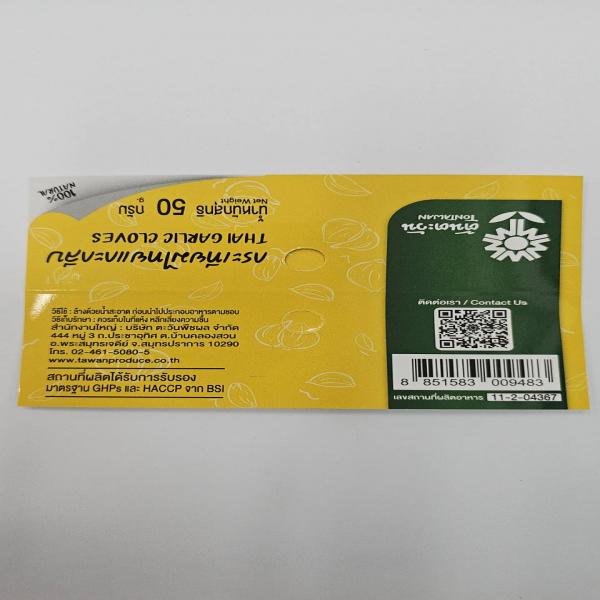 100%
NATURAL
กระเทียมไทยแกะกลีบ
THAI GARLIC CLOVES
น้ำหนักสุทธิ 50 กรัม
Net Weight g.
ต้นตะวัน
TONTAWAN
วิธีใช้ : ล้างด้วยน้ำสะอาด ก่อนนำไปประกอบอาหารตามชอบ
วิธีเก็บรักษา : ควรเก็บในที่แห้ง หลีกเลี่ยงความชื้น
สำนักงานใหญ่ : บริษัท ตะวันพืชผล จำกัด
444 หมู่ 3 ถ.ประชาอุทิศ ต.บ้านคลองสวน
อ.พระสมุทรเจดีย์ จ.สมุทรปราการ 10290
โทร. 02-461-5080-5
www.tawanproduce.co.th
สถานที่ผลิตได้รับการรับรอง
มาตรฐาน GHPs และ HACCP จาก BSI
ติดต่อเรา / Contact Us
8 851583 009483
เลขสถานที่ผลิตอาหาร 11-2-04367